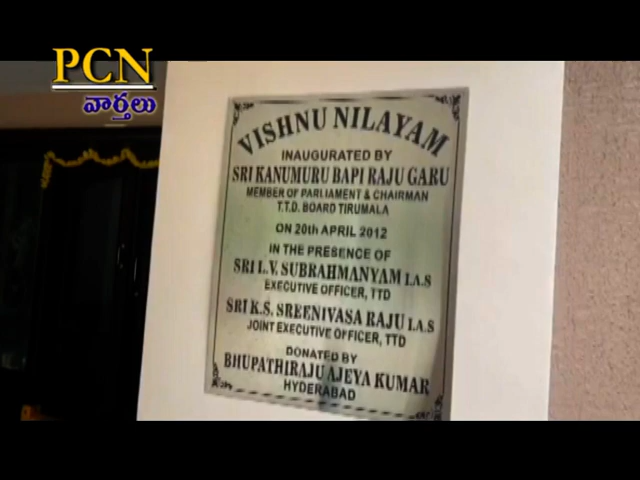 PCN
వార్తలు
VISHNU NILAYAM
INAUGURATED BY
SRI KANUMURU BAPI RAJU GARU
MEMBER OF PARLIAMENT & CHAIRMAN
T.T.D. BOARD TIRUMALA
ON 20th APRIL 2012
IN THE PRESENCE OF
SRI L.V. SUBRAHMANYAM I.A.S
EXECUTIVE OFFICER, TTD
SRI K.S. SREENIVASA RAJU I.A.S
JOINT EXECUTIVE OFFICER, TTD
DONATED BY
BHUPATHIRAJU AJEYA KUMAR
HYDERABAD